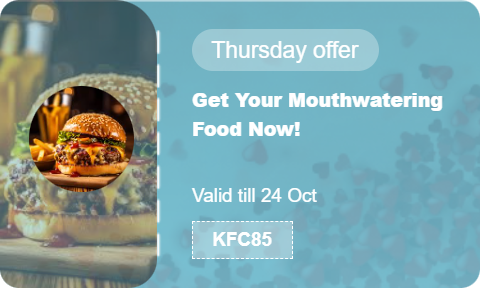 Thursday offer
Get Your Mouthwatering
Food Now!
Valid till 24 Oct
KFC85